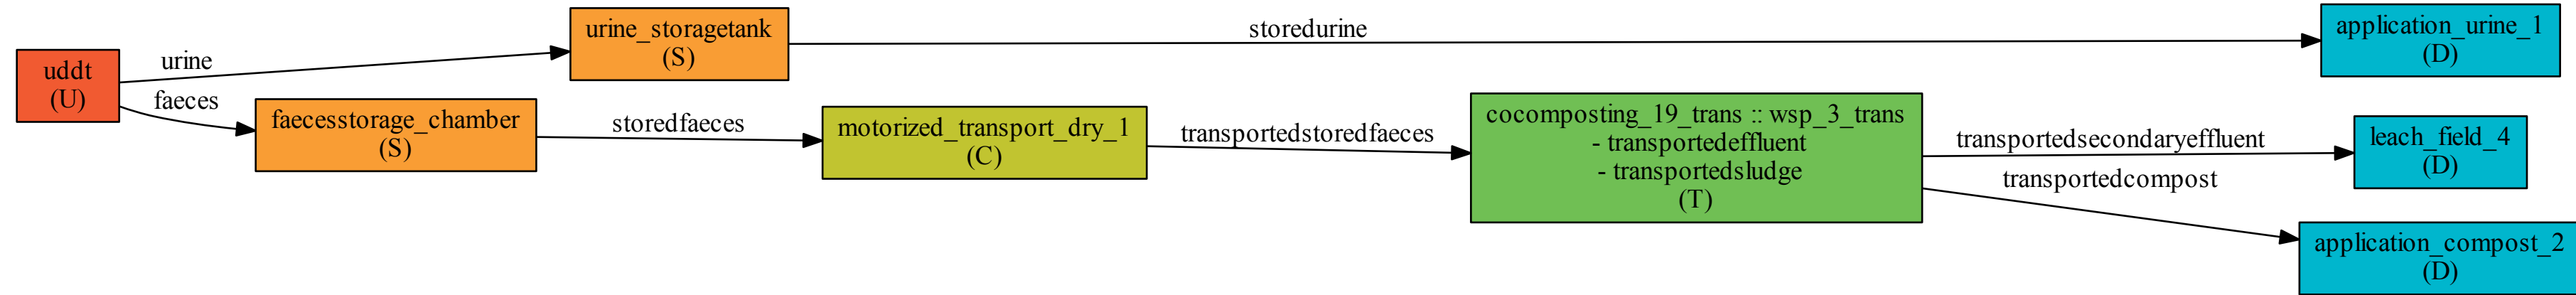 uddt
(U)
urine
faeces
urine_storagetank
(S)
faecesstorage_chamber
(S)
storedurine
storedfaeces
motorized_transport_dry_1
(C)
transportedstoredfaeces
cocomposting_19_trans :: wsp_3_trans
- transportedeffluent
- transportedsludge
(T)
transportedsecondaryeffluent
transportedcompost
application_urine_1
(D)
leach_field_4
(D)
application_compost_2
(D)